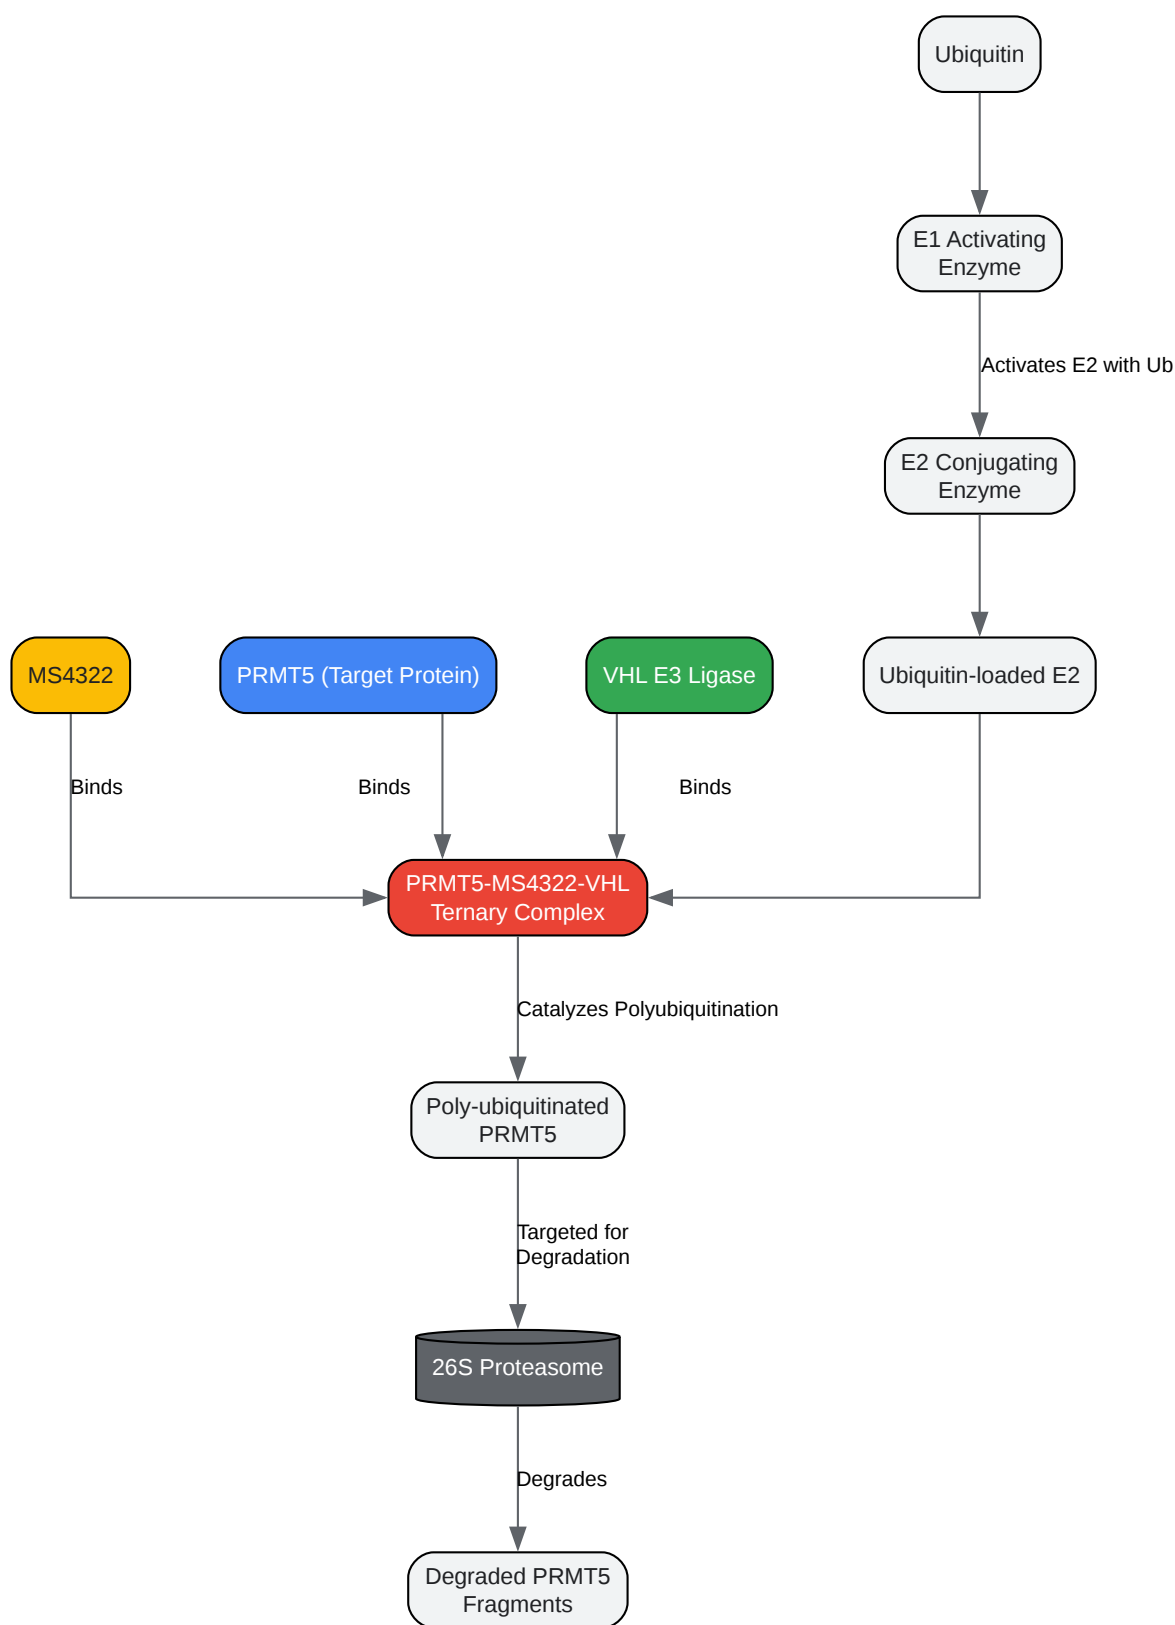 Ubiquitin
E1 Activating
Enzyme
Activates E2 with Ub
E2 Conjugating
Enzyme
MS4322
PRMT5 (Target Protein)
VHL E3 Ligase
Ubiquitin-loaded E2
Binds
Binds
Binds
PRMT5-MS4322-VHL
Ternary Complex
Catalyzes Polyubiquitination
Poly-ubiquitinated
PRMT5
Targeted for
Degradation
26S Proteasome
Degrades
Degraded PRMT5
Fragments